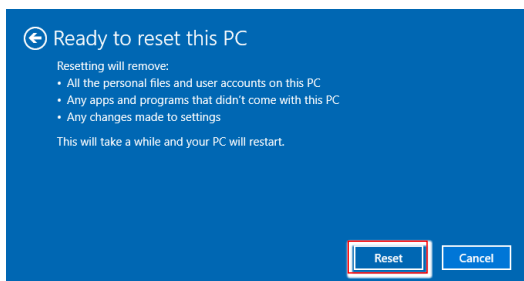 Ready to reset this PC
Resetting will remove:
• All the personal files and user accounts on this PC
• Any apps and programs that didn't come with this PC
• Any changes made to settings
This will take a while and your PC will restart.
Reset
Cancel